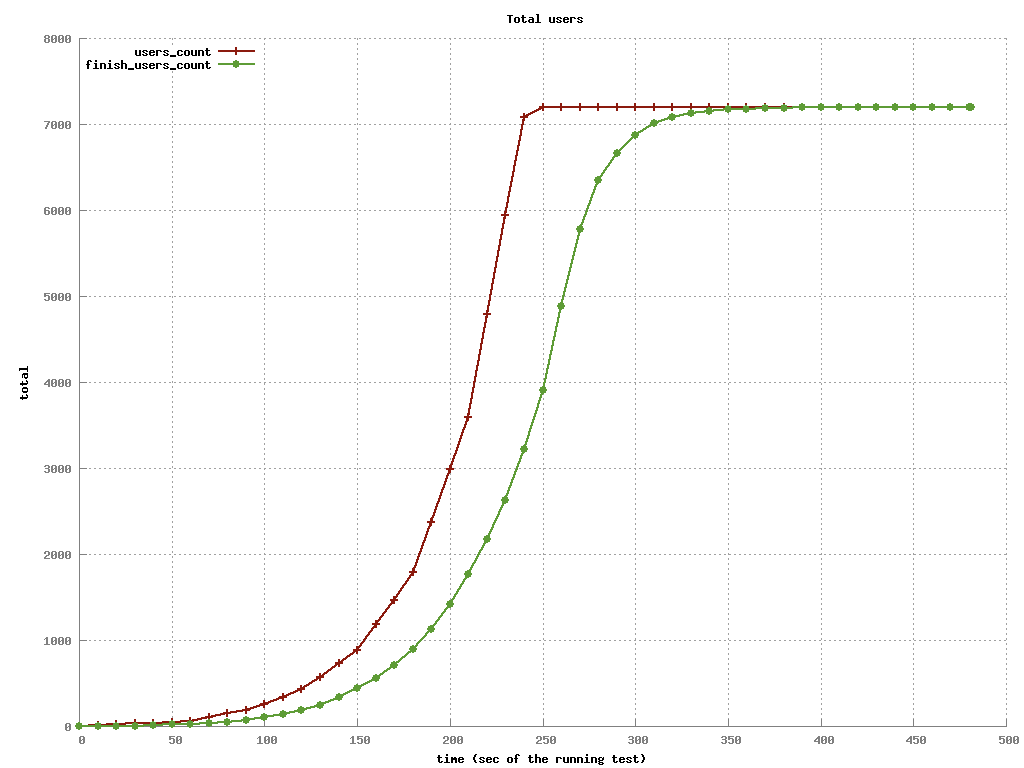 Total users
users_count
finish_users_count
8000
7000
6000
5000
4000
3000
2000
1000
0
total
0 50 100 150 200 250 300 350 400 450 500
time (sec of the running test)